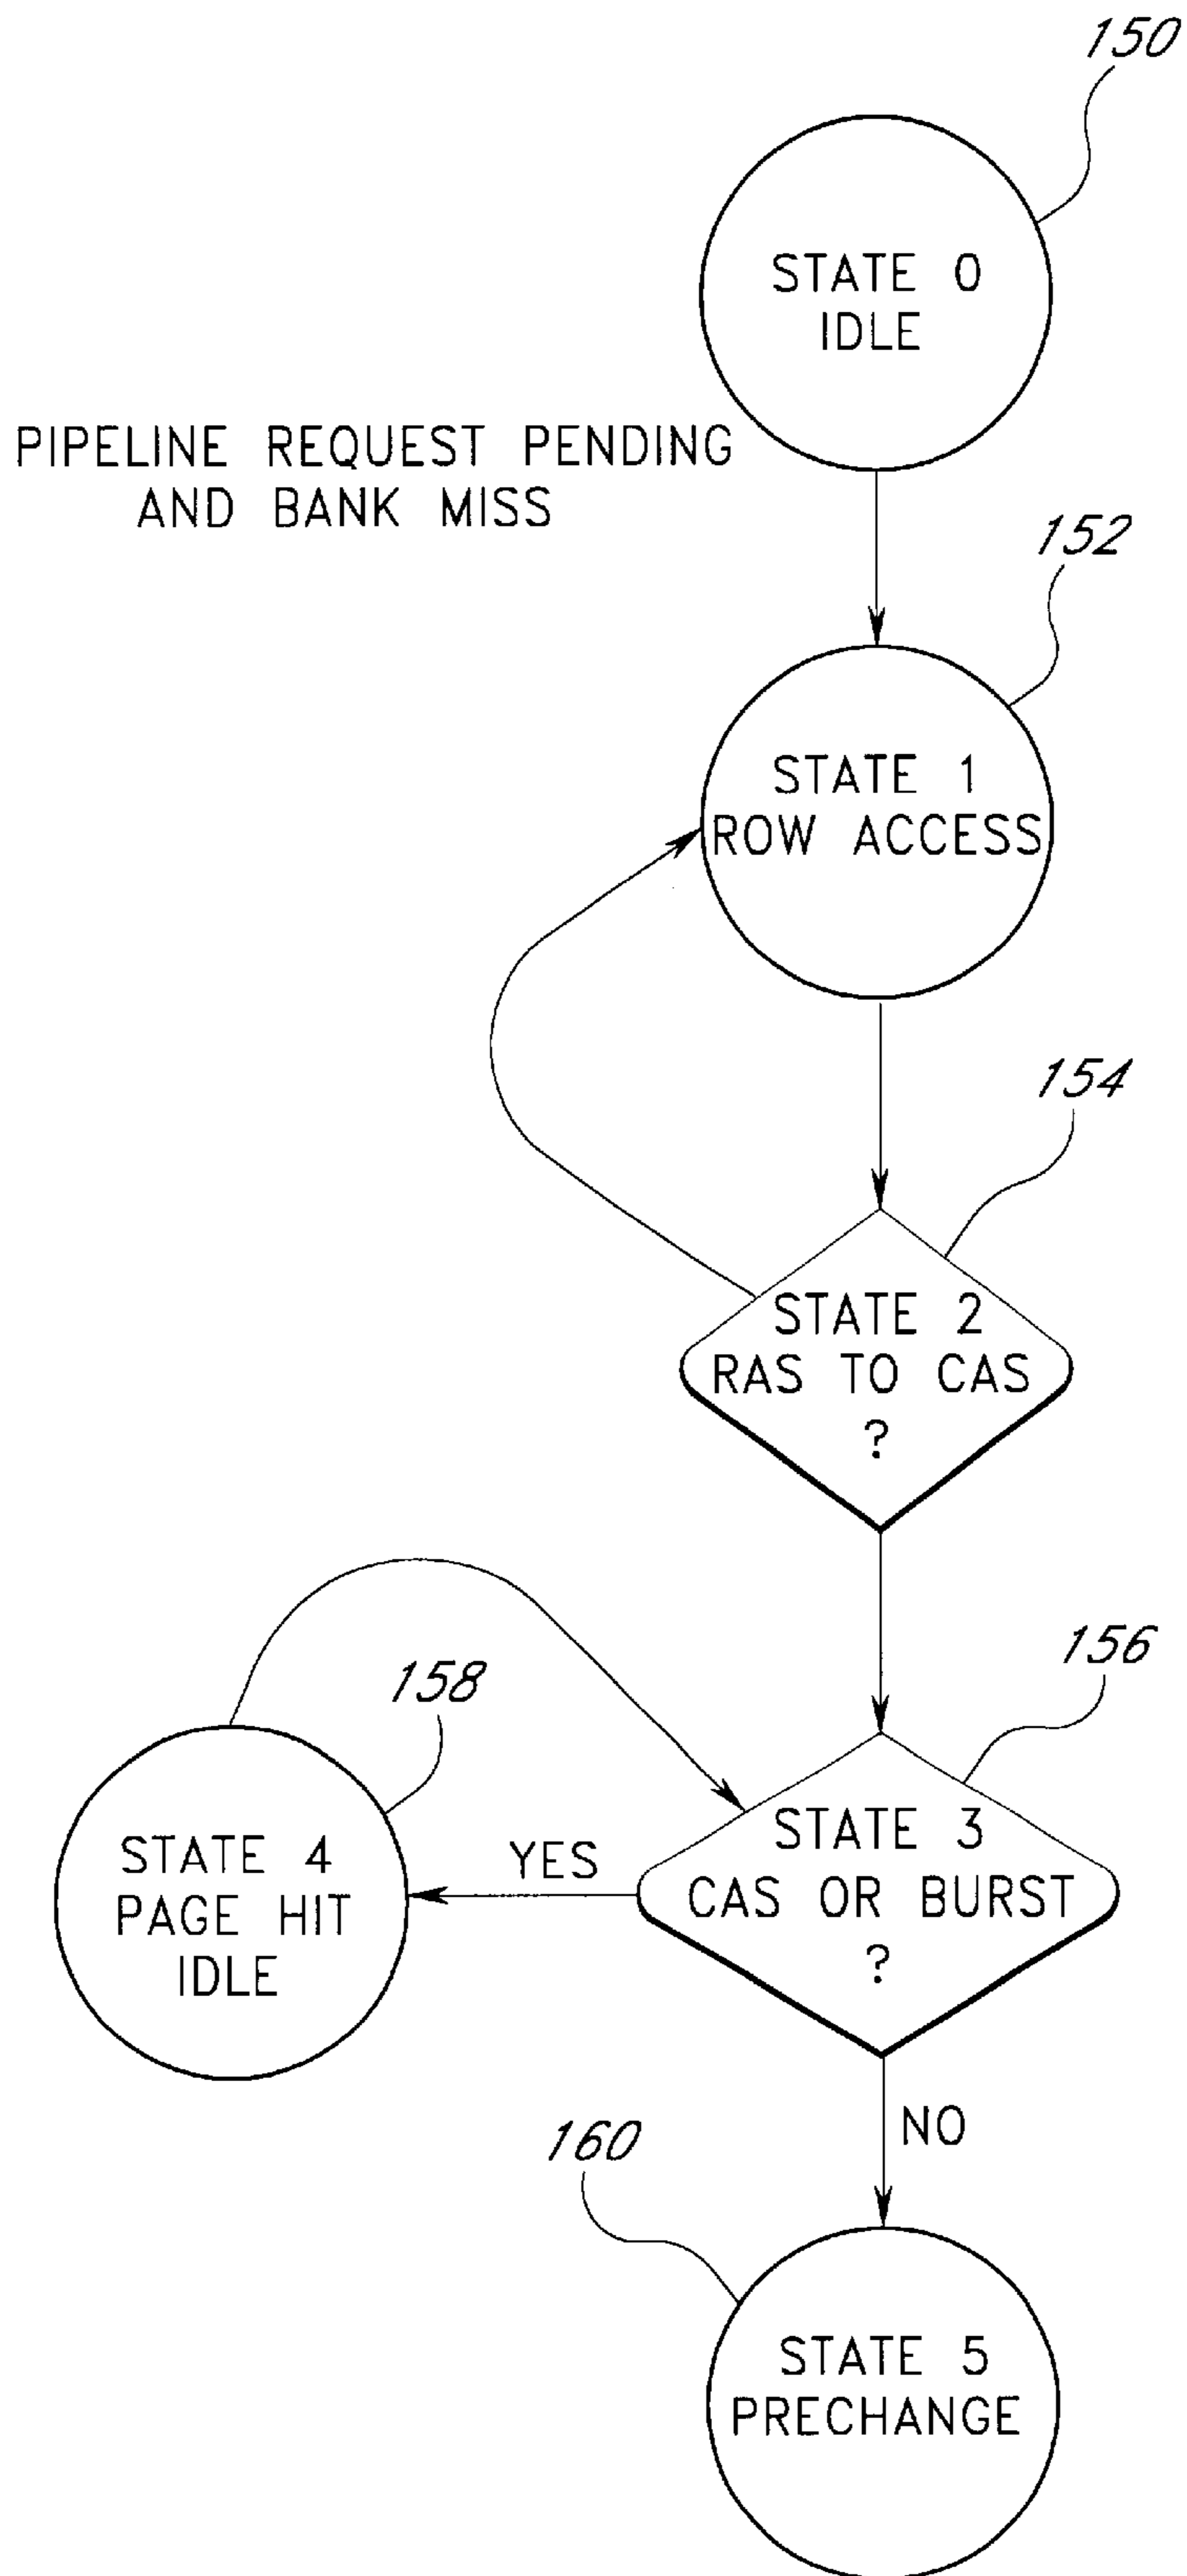 150
STATE 0
IDLE
PIPELINE REQUEST PENDING
AND BANK MISS
152
STATE 1
ROW ACCESS
154
STATE 2
RAS TO CAS
?
156
158
STATE 3
CAS OR BURST
?
YES
STATE 4
PAGE HIT
IDLE
NO
160
STATE 5
PRECHANGE